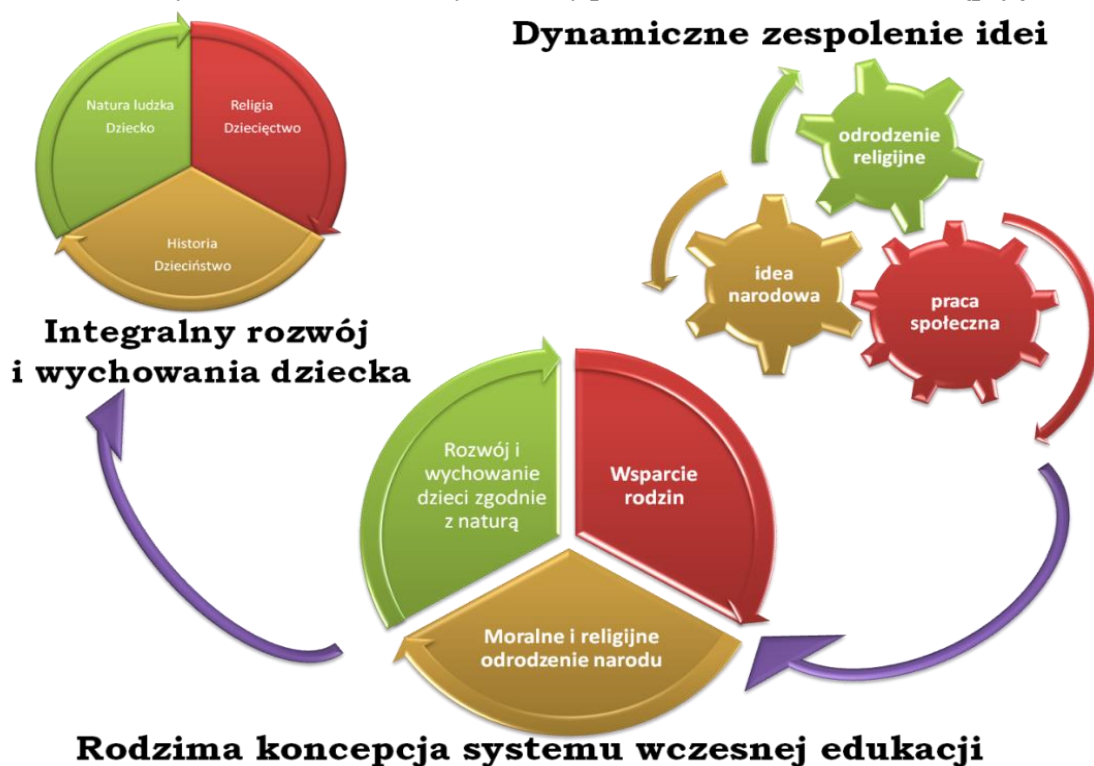 Dynamiczne zespolenie idei
Natura ludzka
Dziecko
Religia
Dziecięctwo
Historia
Dzieciństwo
Integralny rozwój
i wychowania dziecka
odrodzenie
religijne
idea
narodowa
praca
społeczna
Rozwój i
wychowanie
dzieci zgodnie
z naturą
Wsparcie
rodzin
Moralne i religijne
odrodzenie narodu
Rodzima koncepcja systemu wczesnej edukacji